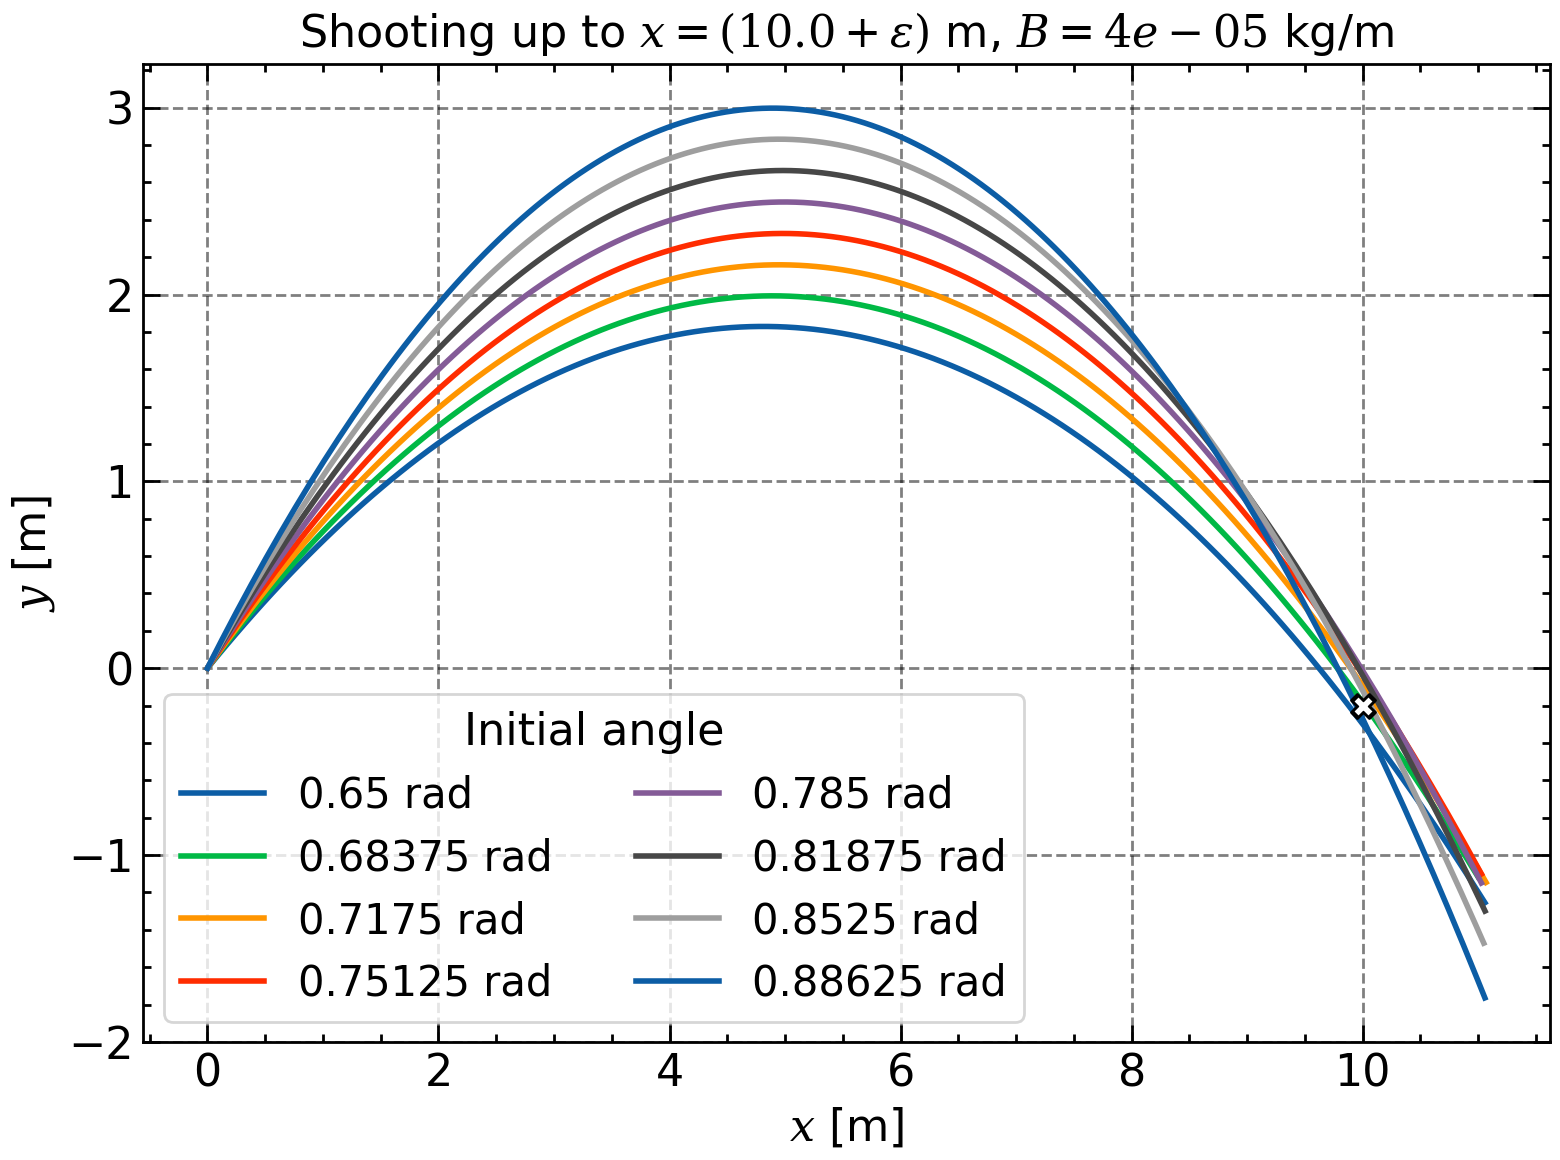 Shooting up to x = (10.0 + ε) m, B = 4e − 05 kg/m
3
2
1
0
−1
−2
y [m]
Initial angle
0.65 rad
0.68375 rad
0.7175 rad
0.75125 rad
0.785 rad
0.81875 rad
0.8525 rad
0.88625 rad
0 2 4 6 8 10
x [m]